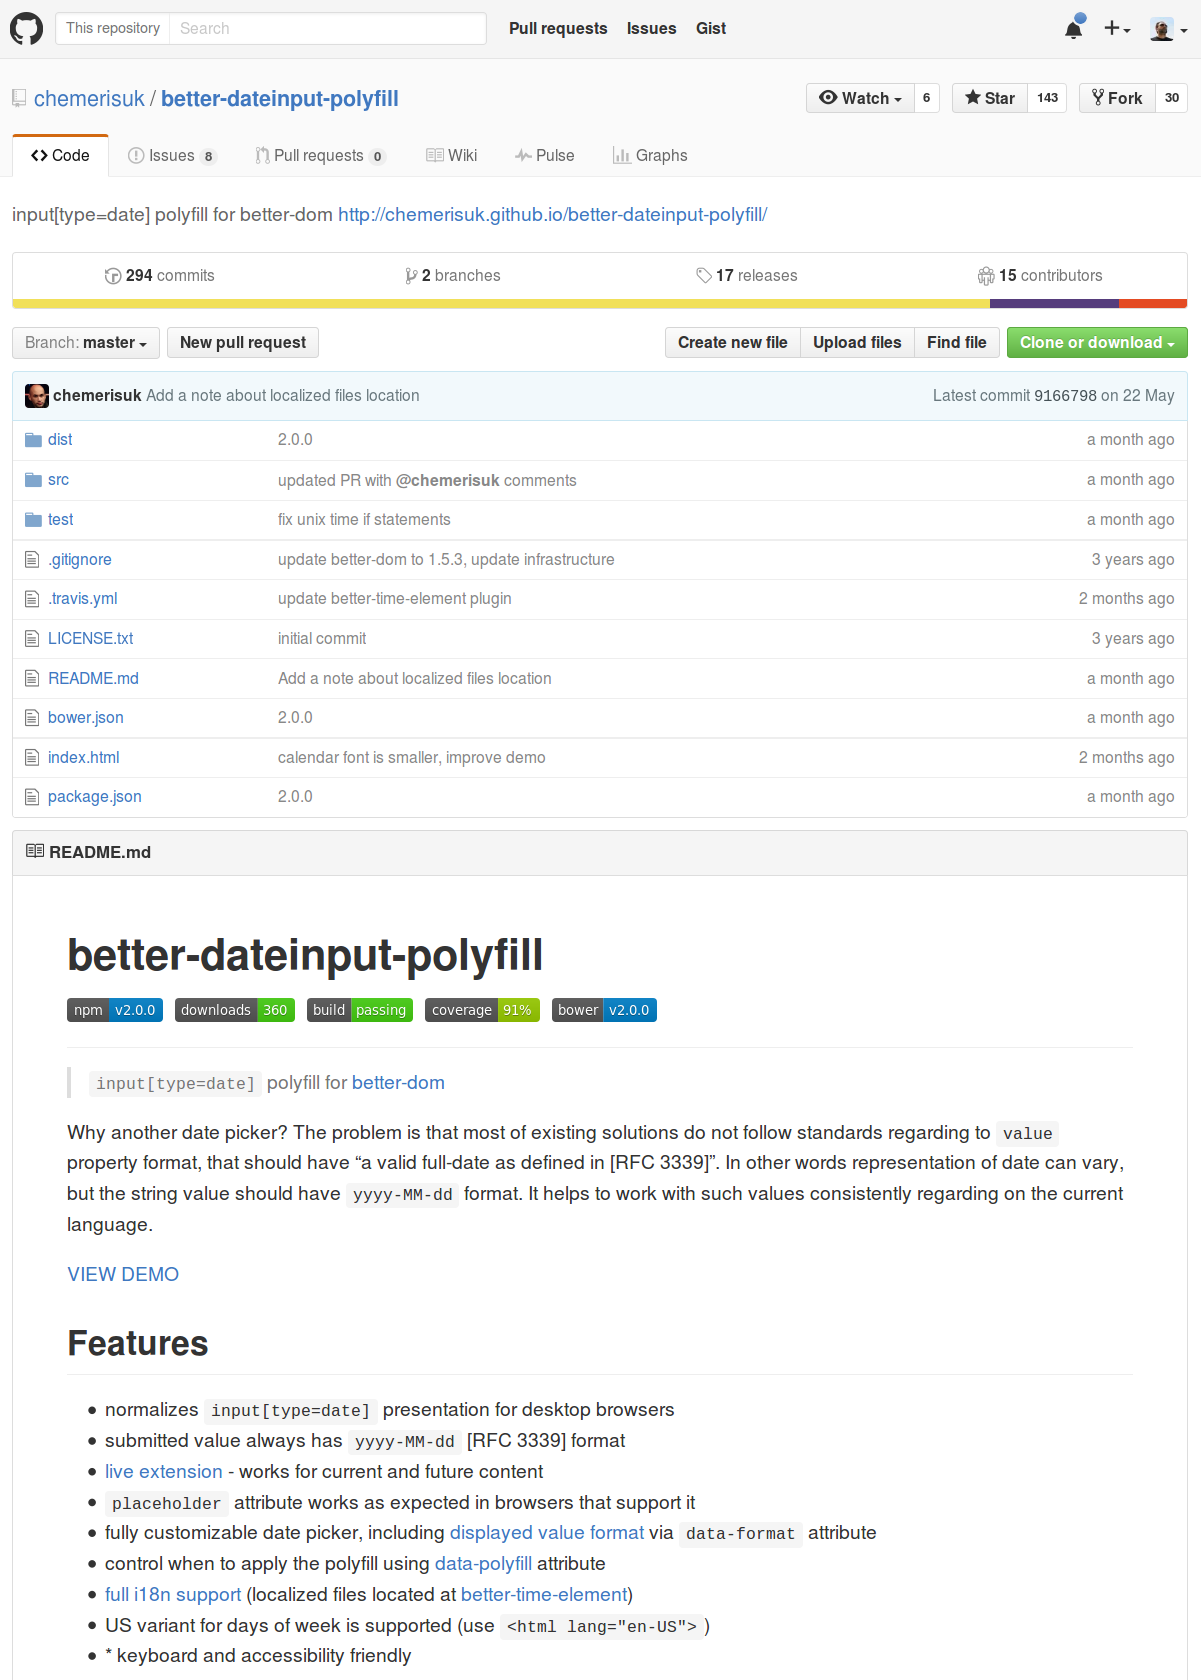 This repository Search Pull requests Issues Gist
chemerisuk / better-dateinput-polyfill Watch 6 Star 143 Fork 30
Code Issues 8 Pull requests 0 Wiki Pulse Graphs
input[type=date] polyfill for better-dom http://chemerisuk.github.io/better-dateinput-polyfill/
294 commits 2 branches 17 releases 15 contributors
Branch: master New pull request Create new file Upload files Find file Clone or download
chemerisuk Add a note about localized files location Latest commit 9166798 on 22 May
dist 2.0.0 a month ago
src updated PR with @chemerisuk comments a month ago
test fix unix time if statements a month ago
.gitignore update better-dom to 1.5.3, update infrastructure 3 years ago
.travis.yml update better-time-element plugin 2 months ago
LICENSE.txt initial commit 3 years ago
README.md Add a note about localized files location a month ago
bower.json 2.0.0 a month ago
index.html calendar font is smaller, improve demo 2 months ago
package.json 2.0.0 a month ago
README.md
better-dateinput-polyfill
npm v2.0.0 downloads 360 build passing coverage 91% bower v2.0.0
input[type=date] polyfill for better-dom
Why another date picker? The problem is that most of existing solutions do not follow standards regarding to value
property format, that should have “a valid full-date as defined in [RFC 3339]”. In other words representation of date can vary,
but the string value should have yyyy-MM-dd format. It helps to work with such values consistently regarding on the current
language.
VIEW DEMO
Features
• normalizes input[type=date] presentation for desktop browsers
• submitted value always has yyyy-MM-dd [RFC 3339] format
• live extension - works for current and future content
• placeholder attribute works as expected in browsers that support it
• fully customizable date picker, including displayed value format via data-format attribute
• control when to apply the polyfill using data-polyfill attribute
• full i18n support (localized files located at better-time-element)
• US variant for days of week is supported (use <html lang="en-US"> )
• * keyboard and accessibility friendly